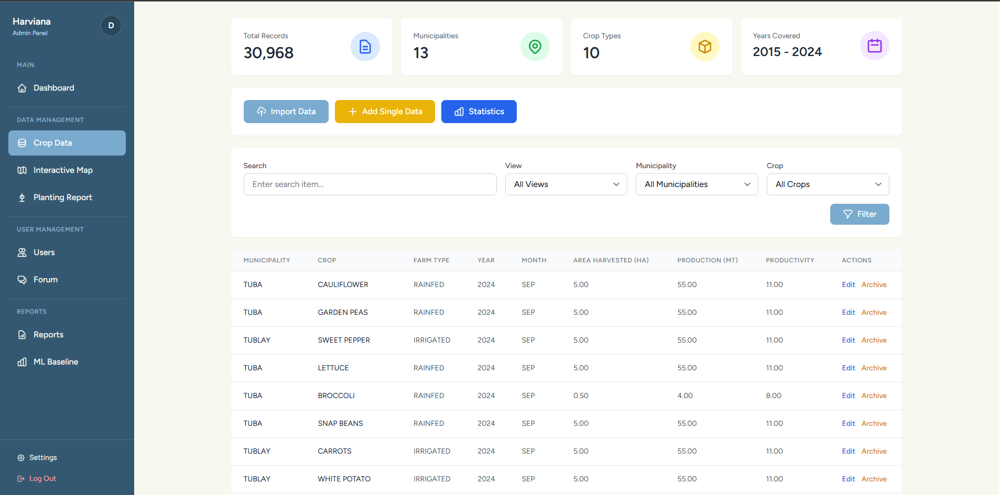 Harviana
Admin Panel
D
MAIN
Dashboard
DATA MANAGEMENT
Crop Data
Interactive Map
Planting Report
USER MANAGEMENT
Users
Forum
REPORTS
Reports
ML Baseline
Settings
Log Out
Total Records
30,968
Municipalities
13
Crop Types
10
Years Covered
2015 - 2024
Import Data
Add Single Data
Statistics
Search
Enter search item...
View
All Views
Municipality
All Municipalities
Crop
All Crops
Filter
MUNICIPALITY CROP FARM TYPE YEAR MONTH AREA HARVESTED (HA) PRODUCTION (MT) PRODUCTIVITY ACTIONS
TUBA CAULIFLOWER RAINFED 2024 SEP 5.00 55.00 11.00 Edit Archive
TUBA GARDEN PEAS RAINFED 2024 SEP 5.00 55.00 11.00 Edit Archive
TUBLAY SWEET PEPPER IRRIGATED 2024 SEP 5.00 55.00 11.00 Edit Archive
TUBA LETTUCE RAINFED 2024 SEP 5.00 55.00 11.00 Edit Archive
TUBA BROCCOLI RAINFED 2024 SEP 0.50 4.00 8.00 Edit Archive
TUBA SNAP BEANS RAINFED 2024 SEP 5.00 55.00 11.00 Edit Archive
TUBLAY CARROTS IRRIGATED 2024 SEP 5.00 55.00 11.00 Edit Archive
TUBLAY WHITE POTATO IRRIGATED 2024 SEP 5.00 55.00 11.00 Edit Archive